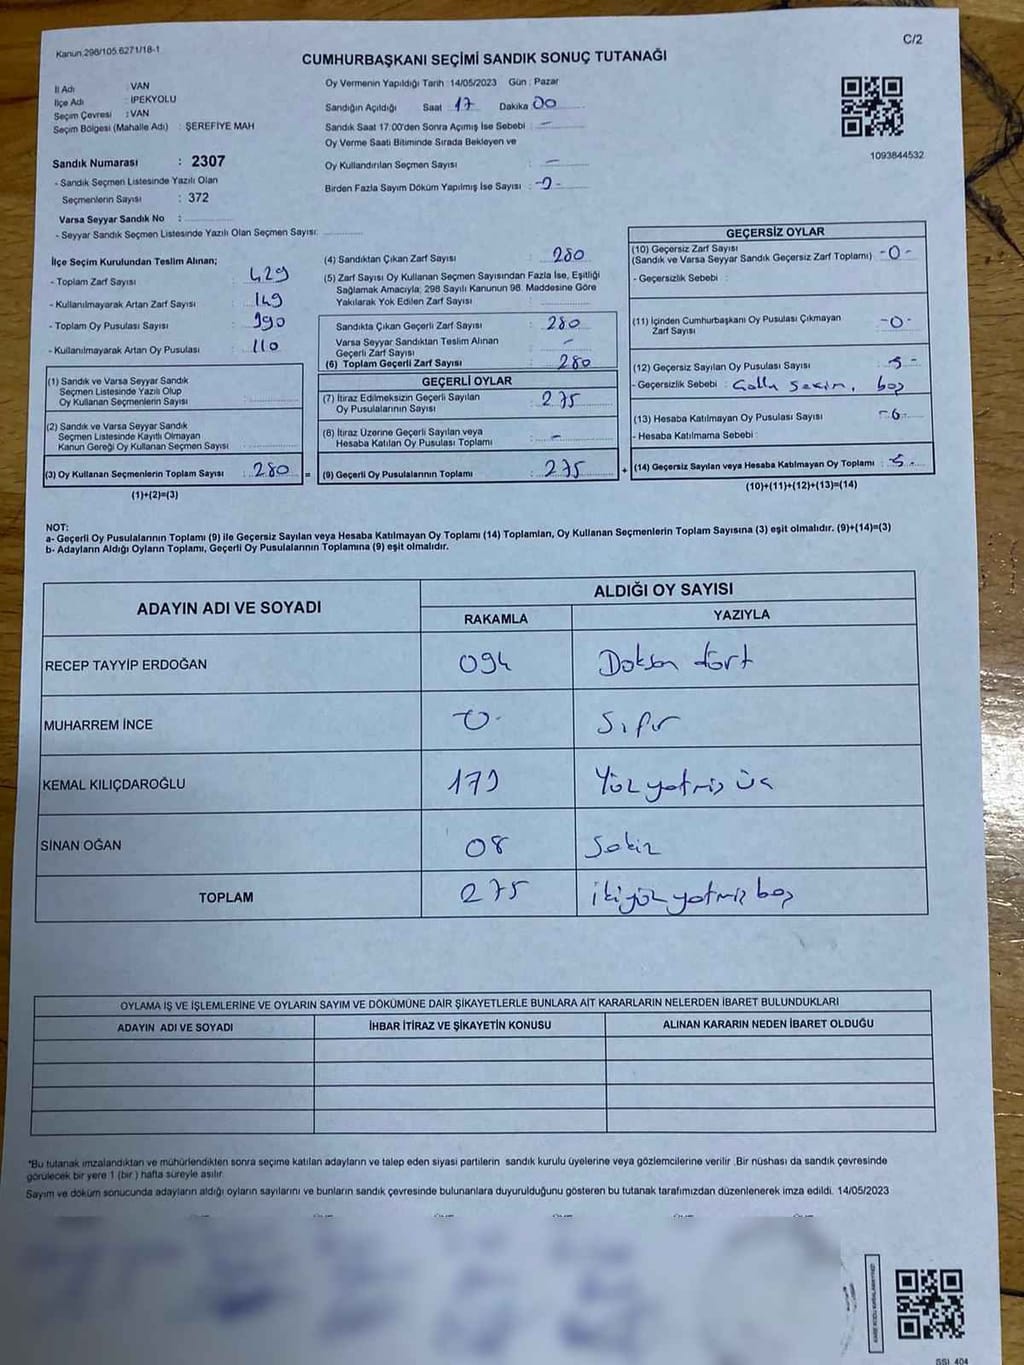 Kanun.298/105.6271/18-1
C/2
CUMHURBAŞKANI SEÇİMİ SANDIK SONUÇ TUTANAĞI
İl Adı : VAN
İlçe Adı : İPEKYOLU
Seçim Çevresi : VAN
Seçim Bölgesi (Mahalle Adı) : ŞEREFİYE MAH
Sandık Numarası : 2307
- Sandık Seçmen Listesinde Yazılı Olan
Seçmenlerin Sayısı : 372
Varsa Seyyar Sandık No :
- Seyyar Sandık Seçmen Listesinde Yazılı Olan Seçmen Sayısı:
Oy Vermenin Yapıldığı Tarih : 14/05/2023 Gün : Pazar
Sandığın Açıldığı Saat 17 Dakika 00
Sandık Saat 17:00'den Sonra Açımış İse Sebebi : -
Oy Verme Saati Bitiminde Sırada Bekleyen ve
Oy Kullandırılan Seçmen Sayısı : -
Birden Fazla Sayım Döküm Yapılmış İse Sayısı : -0-
1093844532
İlçe Seçim Kurulundan Teslim Alınan;
- Toplam Zarf Sayısı : 429
- Kullanılmayarak Artan Zarf Sayısı : 149
- Toplam Oy Pusulası Sayısı : 390
- Kullanılmayarak Artan Oy Pusulası : 110
(1) Sandık ve Varsa Seyyar Sandık
Seçmen Listesinde Yazılı Olup
Oy Kullanan Seçmenlerin Sayısı :
(2) Sandık ve Varsa Seyyar Sandık
Seçmen Listesinde Kayıtlı Olmayan
Kanun Gereği Oy Kullanan Seçmen Sayısı :
(3) Oy Kullanan Seçmenlerin Toplam Sayısı : 280 =
(1)+(2)=(3)
(4) Sandıktan Çıkan Zarf Sayısı : 280
(5) Zarf Sayısı Oy Kullanan Seçmen Sayısından Fazla İse, Eşitliği
Sağlamak Amacıyla; 298 Sayılı Kanunun 98. Maddesine Göre
Yakılarak Yok Edilen Zarf Sayısı :
Sandıkta Çıkan Geçerli Zarf Sayısı : 280
Varsa Seyyar Sandıktan Teslim Alınan
Geçerli Zarf Sayısı : -
(6) Toplam Geçerli Zarf Sayısı : 280
GEÇERLİ OYLAR
(7) İtiraz Edilmeksizin Geçerli Sayılan
Oy Pusulalarının Sayısı : 275
(8) İtiraz Üzerine Geçerli Sayılan veya
Hesaba Katılan Oy Pusulası Toplamı : -
(9) Geçerli Oy Pusulalarının Toplamı : 275 +
GEÇERSİZ OYLAR
(10) Geçersiz Zarf Sayısı
(Sandık ve Varsa Seyyar Sandık Geçersiz Zarf Toplamı) : -0-
- Geçersizlik Sebebi :
(11) İçinden Cumhurbaşkanı Oy Pusulası Çıkmayan
Zarf Sayısı : -0-
(12) Geçersiz Sayılan Oy Pusulası Sayısı : -5-
- Geçersizlik Sebebi : boş
(13) Hesaba Katılmayan Oy Pusulası Sayısı
- Hesaba Katılmama Sebebi :
(14) Geçersiz Sayılan veya Hesaba Katılmayan Oy Toplamı : -5-
(10)+(11)+(12)+(13)=(14)
NOT:
a- Geçerli Oy Pusulalarının Toplamı (9) ile Geçersiz Sayılan veya Hesaba Katılmayan Oy Toplamı (14) Toplamları, Oy Kullanan Seçmenlerin Toplam Sayısına (3) eşit olmalıdır. (9)+(14)=(3)
b- Adayların Aldığı Oyların Toplamı, Geçerli Oy Pusulalarının Toplamına (9) eşit olmalıdır.
ADAYIN ADI VE SOYADI
ALDIĞI OY SAYISI
RAKAMLA YAZIYLA
RECEP TAYYİP ERDOĞAN 094 Doksan dört
MUHARREM İNCE 0 Sıfır
KEMAL KILIÇDAROĞLU 173 Yüz yetmiş üç
SİNAN OĞAN 08 Sekiz
TOPLAM 275 ikiyüz yetmiş beş
OYLAMA İŞ VE İŞLEMLERİNE VE OYLARIN SAYIM VE DÖKÜMÜNE DAİR ŞİKAYETLERLE BUNLARA AİT KARARLARIN NELERDEN İBARET BULUNDUKLARI
ADAYIN ADI VE SOYADI İHBAR İTİRAZ VE ŞİKAYETİN KONUSU ALINAN KARARIN NEDEN İBARET OLDUĞU
*Bu tutanak imzalandıktan ve mühürlendikten sonra seçime katılan adayların ve talep eden siyasi partilerin sandık kurulu üyelerine veya gözlemcilerine verilir. Bir nüshası da sandık çevresinde
görülecek bir yere 1 (bir) hafta süreyle asılır.
Sayım ve döküm sonucunda adayların aldığı oyların sayılarını ve bunların sandık çevresinde bulunanlara duyurulduğunu gösteren bu tutanak tarafımızdan düzenlenerek imza edildi. 14/05/2023
SSI 404